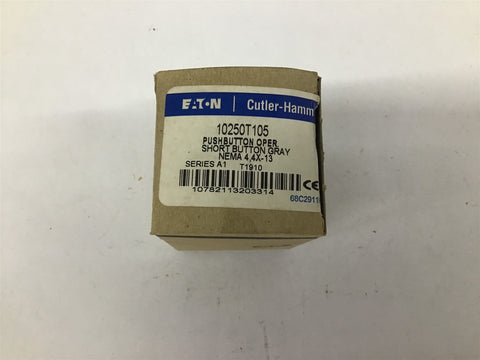 EATON Cutler-Hamm
10250T105
PUSHBUTTON OPER
SHORT BUTTON GRAY
NEMA 4,4X-13
SERIES A1 T1910
10782113203314 CE
68C2911